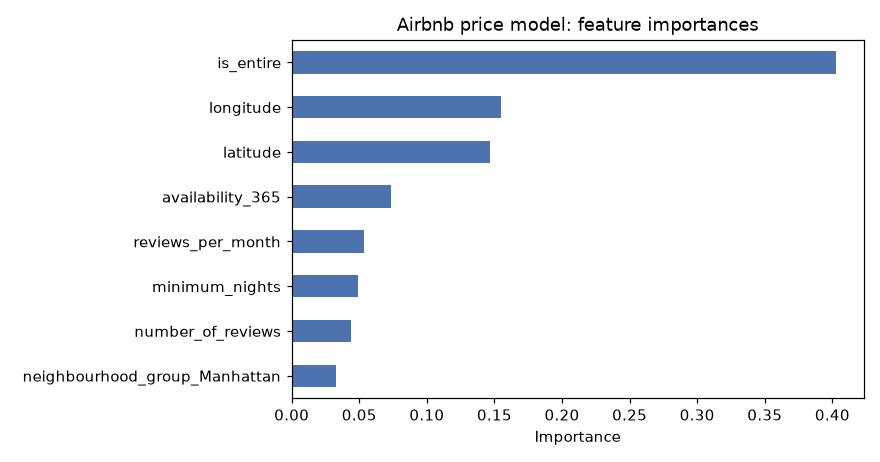 Airbnb price model: feature importances
is_entire
longitude
latitude
availability_365
reviews_per_month
minimum_nights
number_of_reviews
neighbourhood_group_Manhattan
0.00 0.05 0.10 0.15 0.20 0.25 0.30 0.35 0.40
Importance